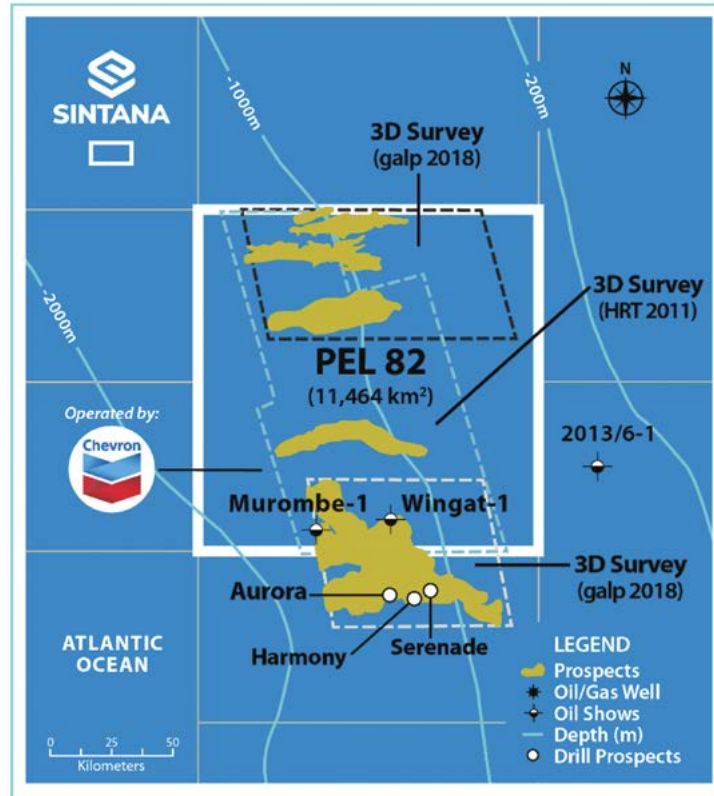 SINTANA
-1000m
-200m
N
3D Survey
(galp 2018)
-2000m
3D Survey
(HRT 2011)
PEL 82
(11,464 km²)
Operated by:
Chevron
2013/6-1
Murombe-1
Wingat-1
3D Survey
(galp 2018)
Aurora
Harmony
Serenade
ATLANTIC
OCEAN
LEGEND
Prospects
Oil/Gas Well
Oil Shows
Depth (m)
Drill Prospects
0 25 50
Kilometers